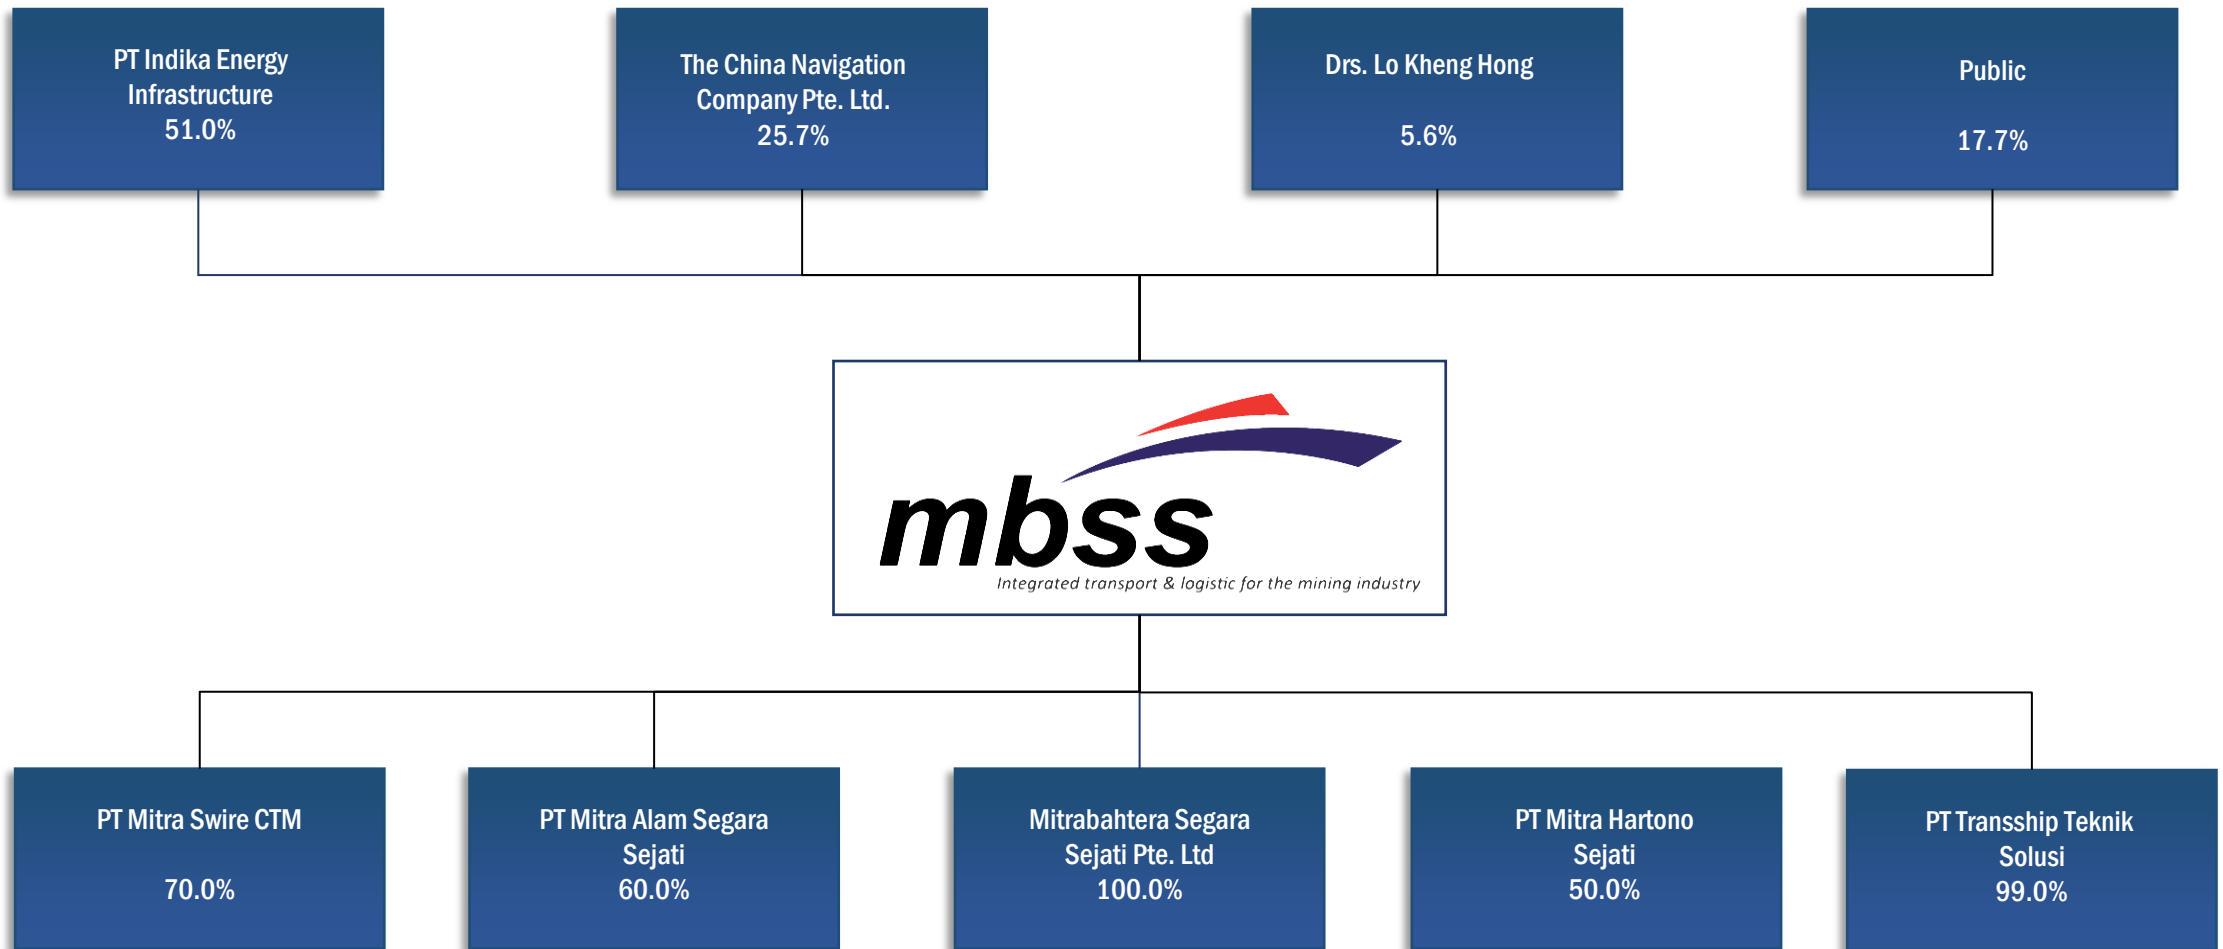 PT Indika Energy
Infrastructure
51.0%
The China Navigation
Company Pte. Ltd.
25.7%
Drs. Lo Kheng Hong
5.6%
Public
17.7%
mbss
Integrated transport & logistic for the mining industry
PT Mitra Swire CTM
70.0%
PT Mitra Alam Segara
Sejati
60.0%
Mitrabahtera Segara
Sejati Pte. Ltd
100.0%
PT Mitra Hartono
Sejati
50.0%
PT Transship Teknik
Solusi
99.0%